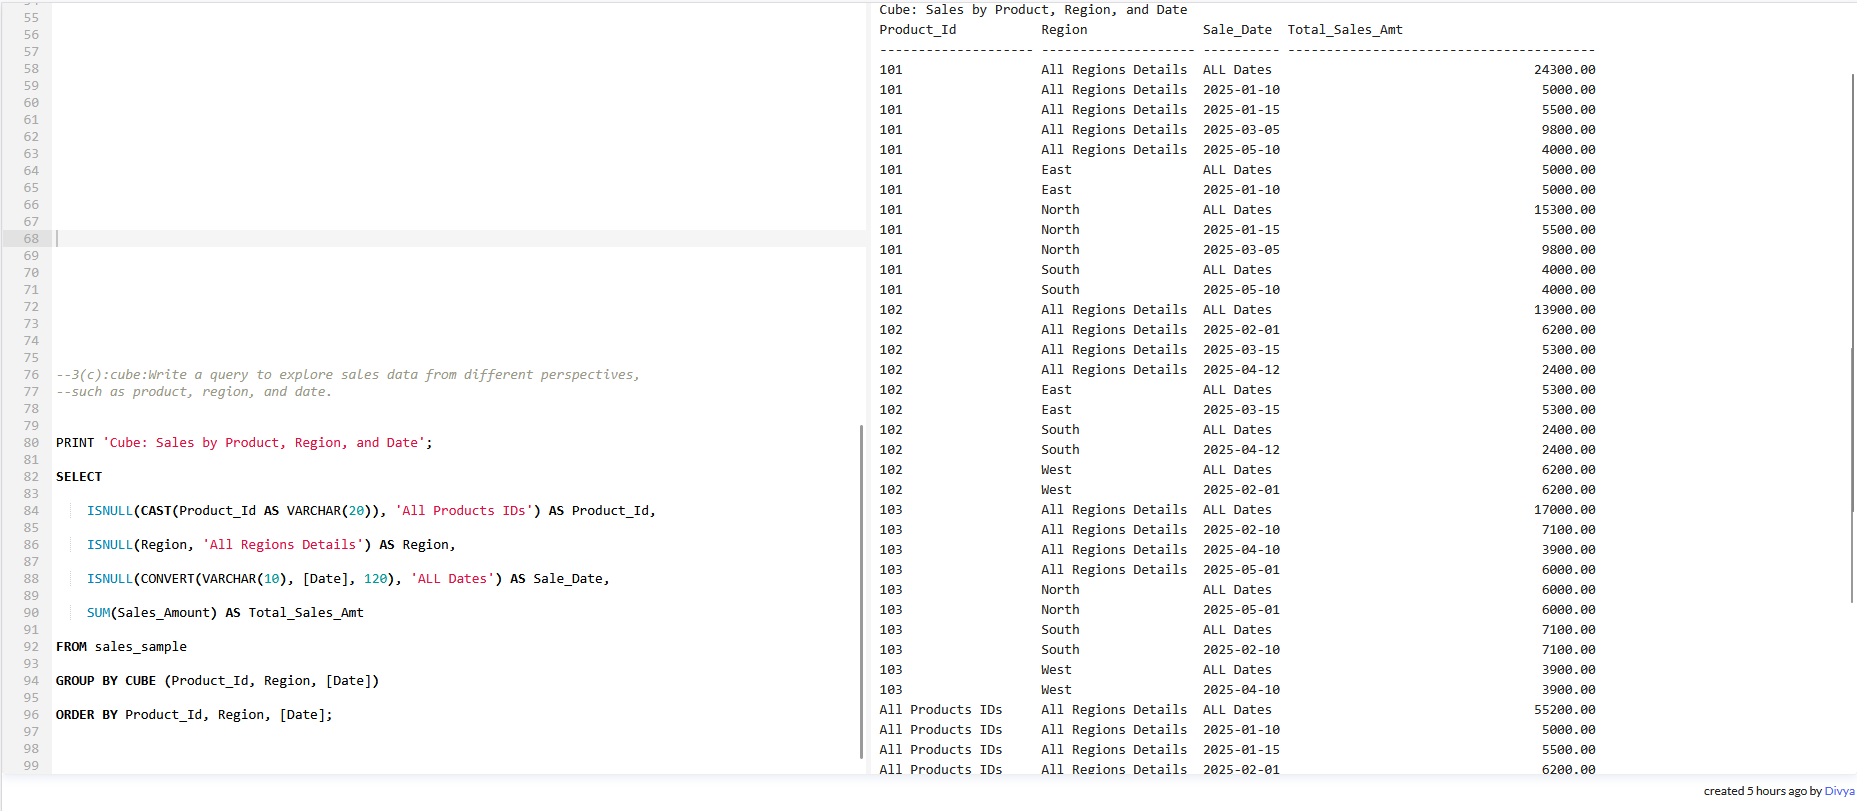 55
56
57
58
59
60
61
62
63
64
65
66
67
68
69
70
71
72
73
74
75
76 --3(c):cube:Write a query to explore sales data from different perspectives,
77 --such as product, region, and date.
78
79
80 PRINT 'Cube: Sales by Product, Region, and Date';
81
82 SELECT
83
84 ISNULL(CAST(Product_Id AS VARCHAR(20)), 'All Products IDs') AS Product_Id,
85
86 ISNULL(Region, 'All Regions Details') AS Region,
87
88 ISNULL(CONVERT(VARCHAR(10), [Date], 120), 'ALL Dates') AS Sale_Date,
89
90 SUM(Sales_Amount) AS Total_Sales_Amt
91
92 FROM sales_sample
93
94 GROUP BY CUBE (Product_Id, Region, [Date])
95
96 ORDER BY Product_Id, Region, [Date];
97
98
99
Cube: Sales by Product, Region, and Date
Product_Id Region Sale_Date Total_Sales_Amt
-------------------- -------------------- ---------- ----------------------------------------
101 All Regions Details ALL Dates 24300.00
101 All Regions Details 2025-01-10 5000.00
101 All Regions Details 2025-01-15 5500.00
101 All Regions Details 2025-03-05 9800.00
101 All Regions Details 2025-05-10 4000.00
101 East ALL Dates 5000.00
101 East 2025-01-10 5000.00
101 North ALL Dates 15300.00
101 North 2025-01-15 5500.00
101 North 2025-03-05 9800.00
101 South ALL Dates 4000.00
101 South 2025-05-10 4000.00
102 All Regions Details ALL Dates 13900.00
102 All Regions Details 2025-02-01 6200.00
102 All Regions Details 2025-03-15 5300.00
102 All Regions Details 2025-04-12 2400.00
102 East ALL Dates 5300.00
102 East 2025-03-15 5300.00
102 South ALL Dates 2400.00
102 South 2025-04-12 2400.00
102 West ALL Dates 6200.00
102 West 2025-02-01 6200.00
103 All Regions Details ALL Dates 17000.00
103 All Regions Details 2025-02-10 7100.00
103 All Regions Details 2025-04-10 3900.00
103 All Regions Details 2025-05-01 6000.00
103 North ALL Dates 6000.00
103 North 2025-05-01 6000.00
103 South ALL Dates 7100.00
103 South 2025-02-10 7100.00
103 West ALL Dates 3900.00
103 West 2025-04-10 3900.00
All Products IDs All Regions Details ALL Dates 55200.00
All Products IDs All Regions Details 2025-01-10 5000.00
All Products IDs All Regions Details 2025-01-15 5500.00
All Products IDs All Regions Details 2025-02-01 6200.00
created 5 hours ago by Divya